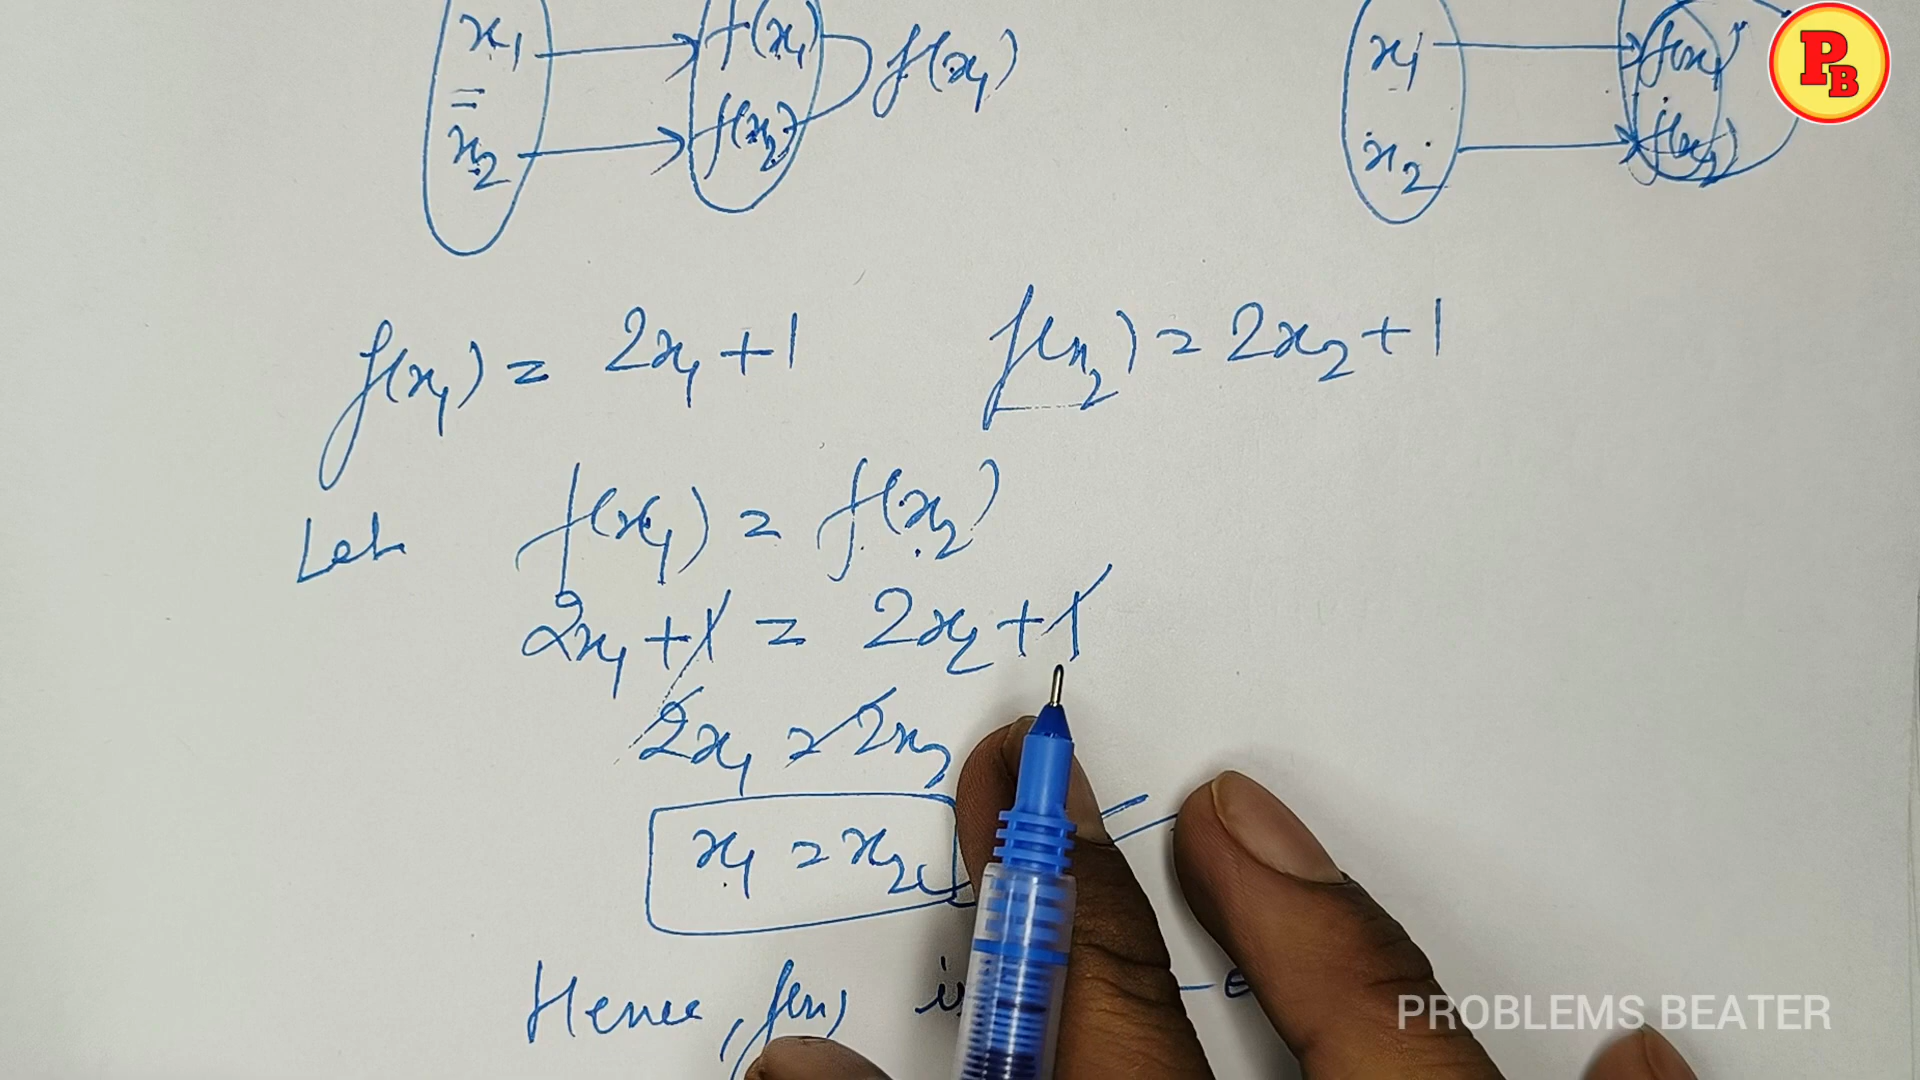 x₁ f(x₁) f(x₁) x₁ f(x₁)
x₂ f(x₂) x₂ f(x₂)
PB
f(x₁) = 2x₁ + 1 f(x₂) = 2x₂ + 1
Let f(x₁) = f(x₂)
2x₁ + 1 = 2x₂ + 1
2x₁ = 2x₂
x₁ = x₂
Hence, f(x)
PROBLEMS BEATER